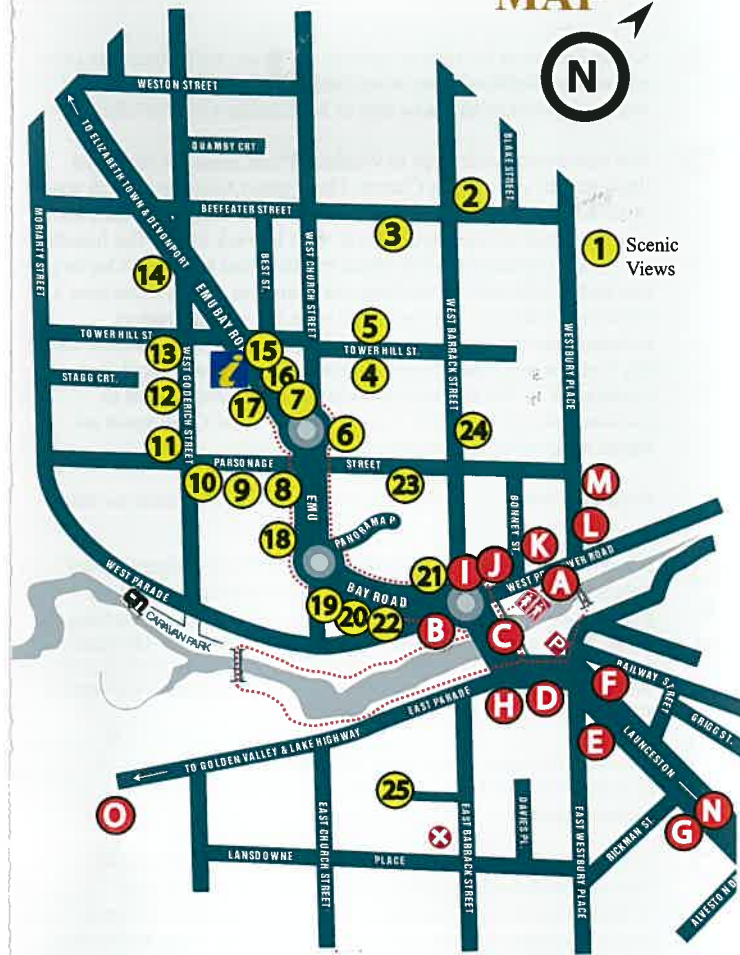 MAP
N
WESTON STREET
QUAMBY CRT.
BLAKE STREET
TO ELIZABETH TOWN & DEVONPORT
BEEFEATER STREET
2
3
1
Scenic
Views
MORIARTY STREET
WEST CHURCH STREET
BEST ST.
14
EMU BAY RO
WEST BARRACK STREET
WESTBURY PLACE
5
TOWER HILL ST.
15
TOWER HILL ST.
13
i
16
4
STAGG CRT.
WEST GODERICH STREET
12
17
7
6
24
11
PARSONAGE
STREET
10
9
8
23
M
EMU
BONNEY ST.
L
18
PANORAMA P
K
WEST PARADE
21
I
J
WEST P
VER ROAD
BAY ROAD
A
CARAVAN PARK
19
20
22
B
C
P
RAILWAY STREET
EAST PARADE
H
D
F
GRIGG ST.
TO GOLDEN VALLEY & LAKE HIGHWAY
E
LAUNCESTON
25
O
N
G
EAST CHURCH STREET
EAST BARRACK STREET
DAVIES PL.
EAST WESTBURY PLACE
RICKMAN ST.
LANSDOWNE
PLACE
ALVESTON D